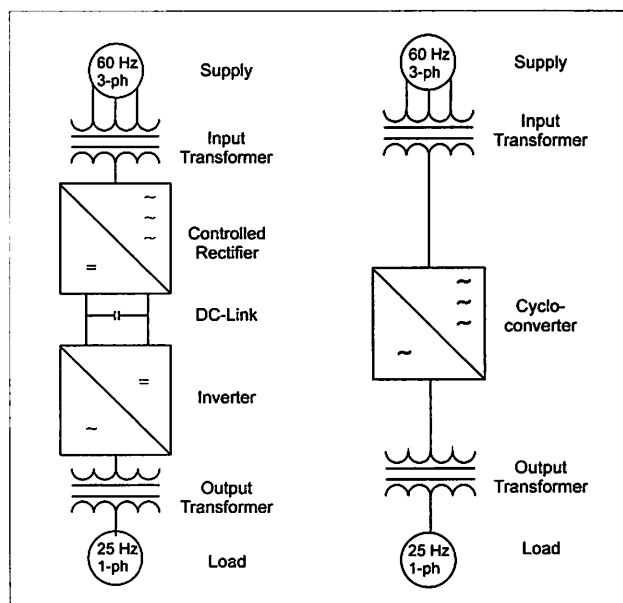 60 Hz
3-ph
Supply
Input
Transformer
~
~
~
=
Controlled
Rectifier
DC-Link
=
~
Inverter
Output
Transformer
25 Hz
1-ph
Load
60 Hz
3-ph
Supply
Input
Transformer
~
~
~
~
Cyclo-
converter
Output
Transformer
25 Hz
1-ph
Load